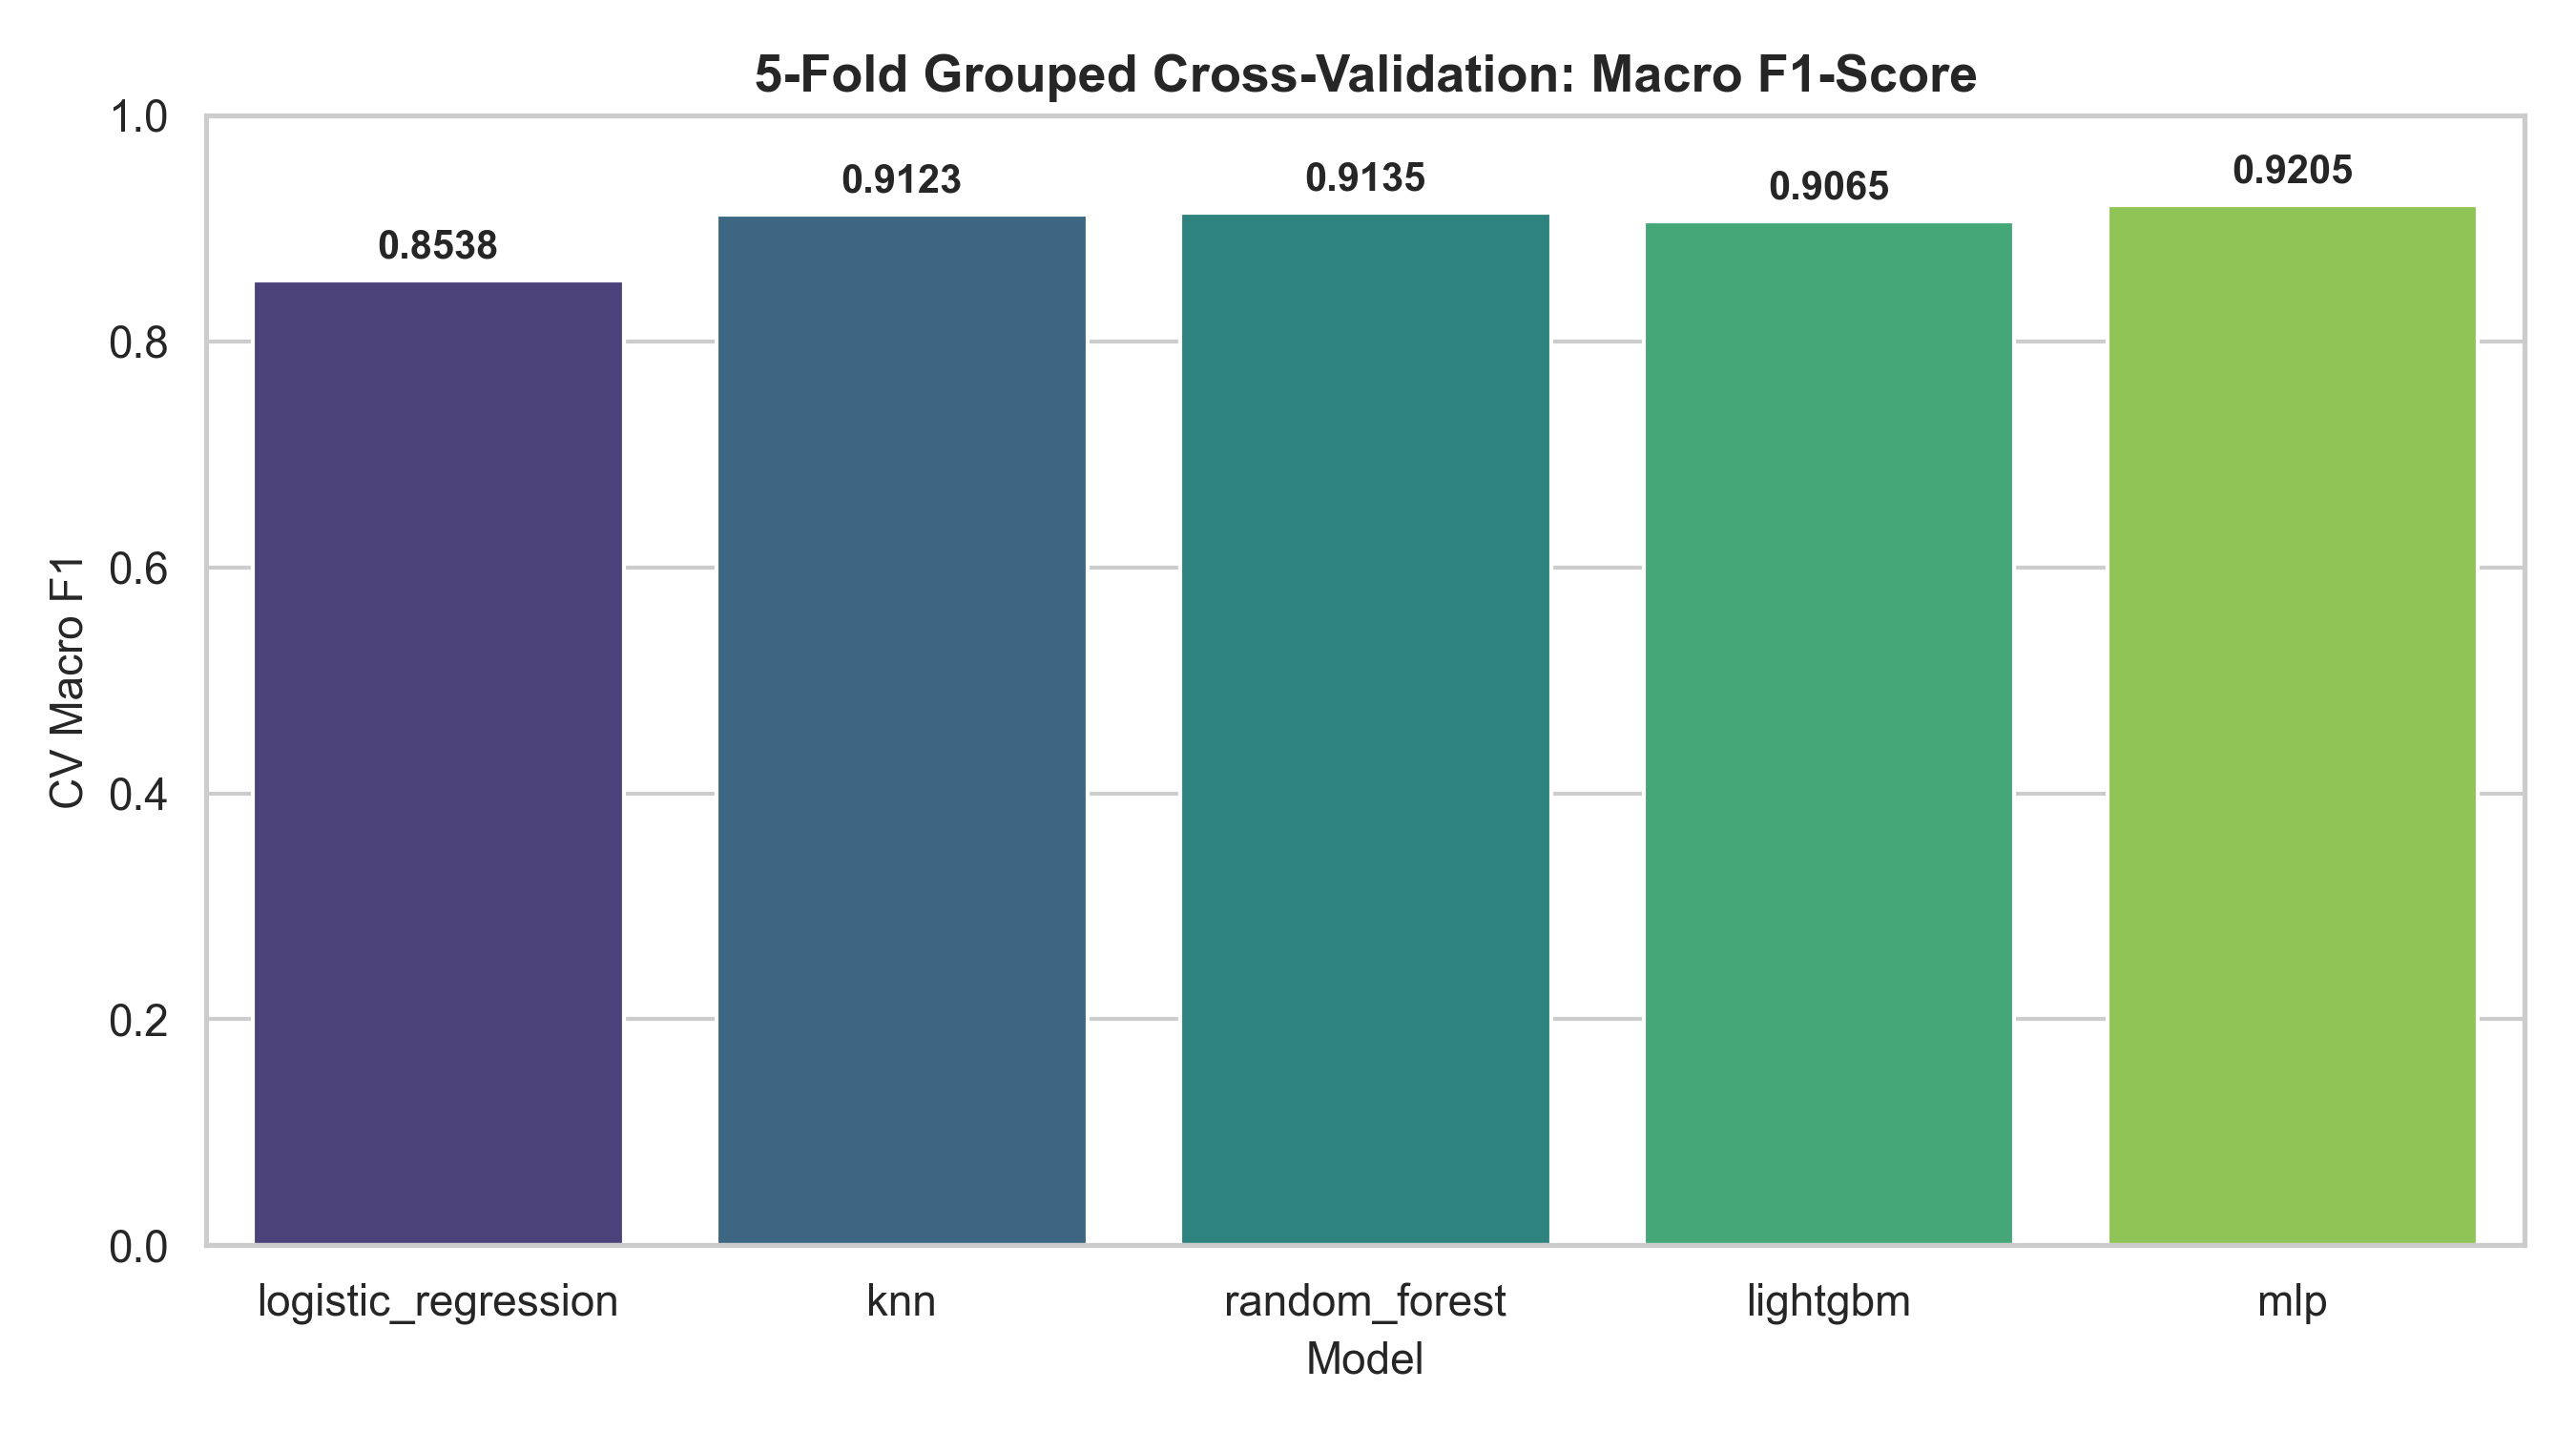 5-Fold Grouped Cross-Validation: Macro F1-Score
1.0
0.8
0.6
0.4
0.2
0.0
CV Macro F1
0.8538
0.9123
0.9135
0.9065
0.9205
logistic_regression
knn
random_forest
lightgbm
mlp
Model